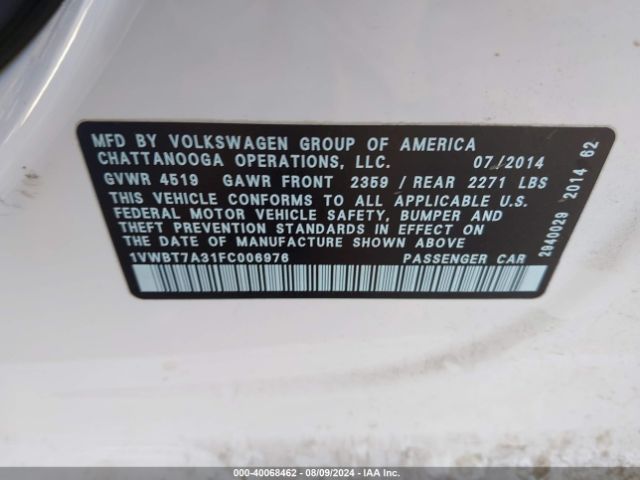 MFD BY VOLKSWAGEN GROUP OF AMERICA
CHATTANOOGA OPERATIONS, LLC. 07/2014
GVWR 4519 GAWR FRONT 2359 / REAR 2271 LBS
THIS VEHICLE CONFORMS TO ALL APPLICABLE U.S.
FEDERAL MOTOR VEHICLE SAFETY, BUMPER AND
THEFT PREVENTION STANDARDS IN EFFECT ON
THE DATE OF MANUFACTURE SHOWN ABOVE
1VWBT7A31FC006976 PASSENGER CAR
2940029 2014 62
000-40068462 - 08/09/2024 - IAA Inc.